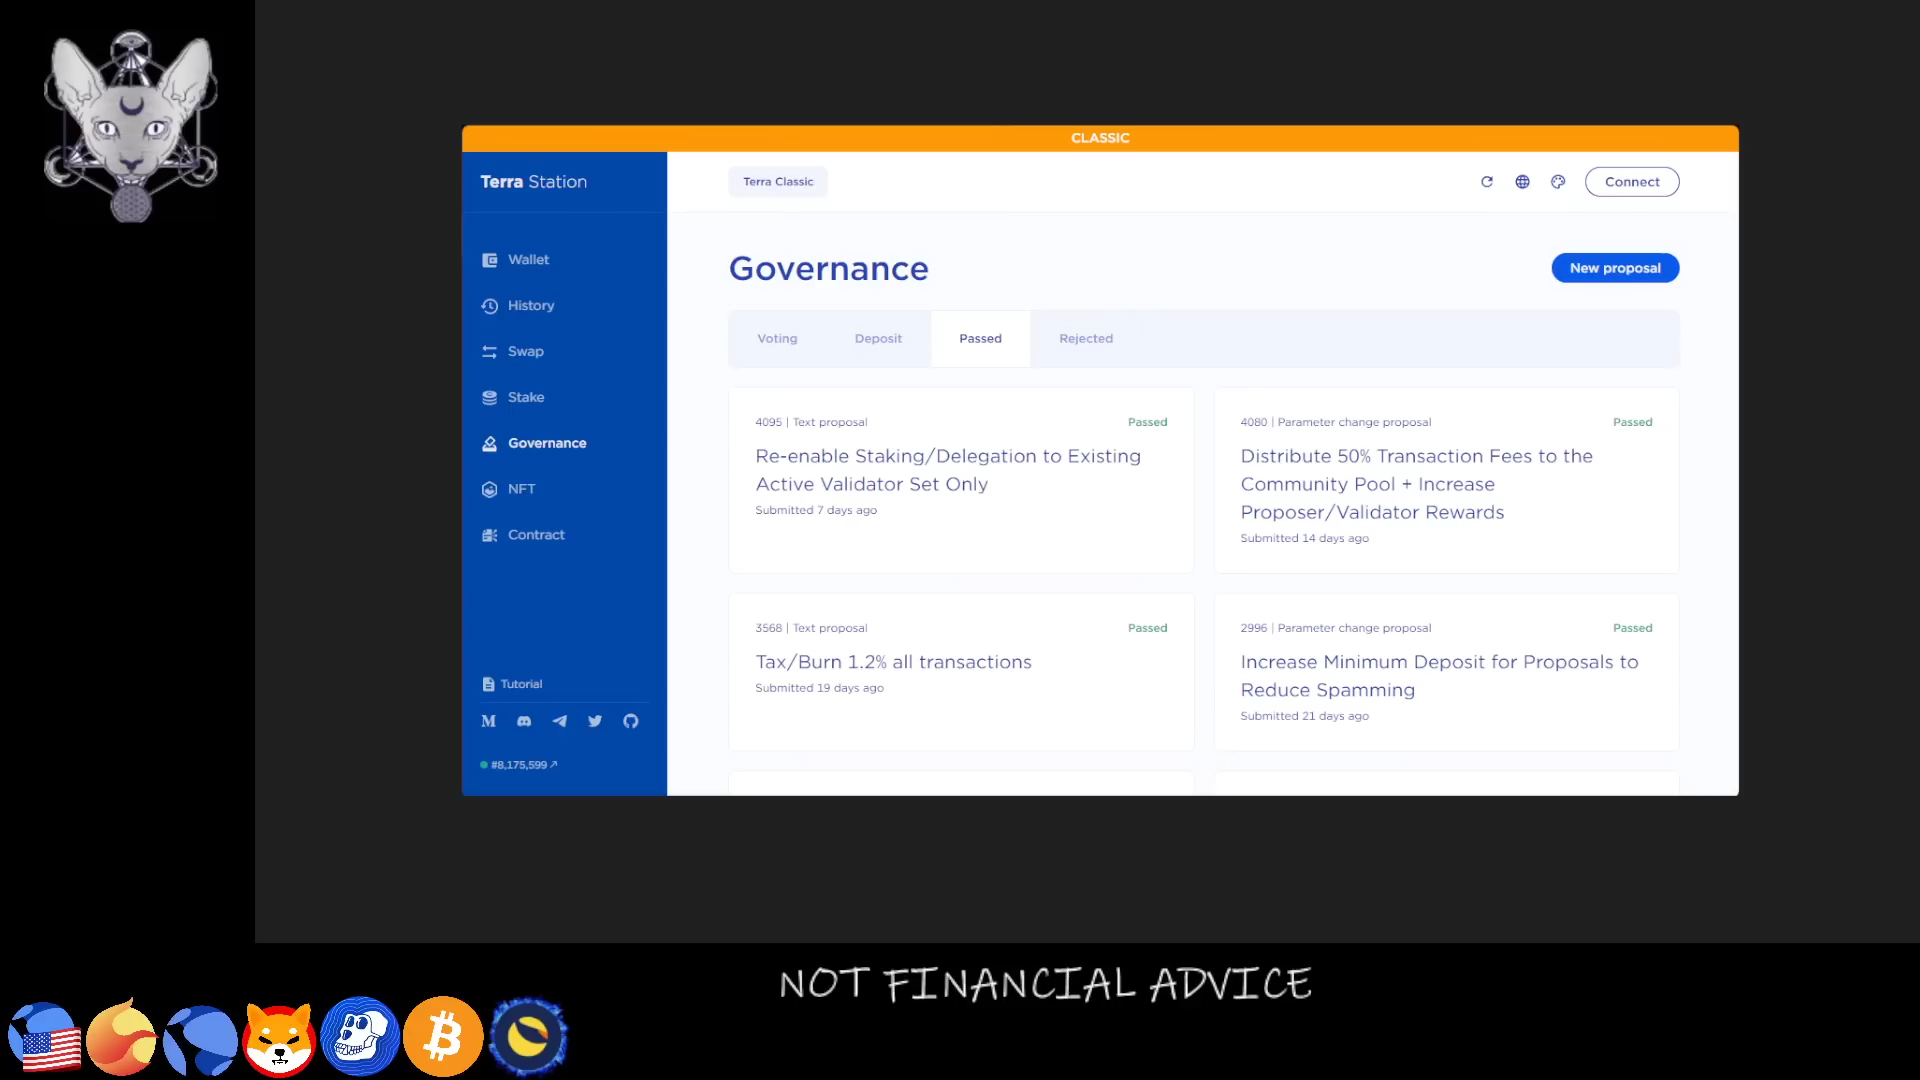 CLASSIC
Terra Station
Terra Classic
Connect
Wallet
History
Swap
Stake
Governance
NFT
Contract
Tutorial
#8,175,599
Governance
New proposal
Voting
Deposit
Passed
Rejected
4095 | Text proposal
Passed
Re-enable Staking/Delegation to Existing
Active Validator Set Only
Submitted 7 days ago
4080 | Parameter change proposal
Passed
Distribute 50% Transaction Fees to the
Community Pool + Increase
Proposer/Validator Rewards
Submitted 14 days ago
3568 | Text proposal
Passed
Tax/Burn 1.2% all transactions
Submitted 19 days ago
2996 | Parameter change proposal
Passed
Increase Minimum Deposit for Proposals to
Reduce Spamming
Submitted 21 days ago
NOT FINANCIAL ADVICE